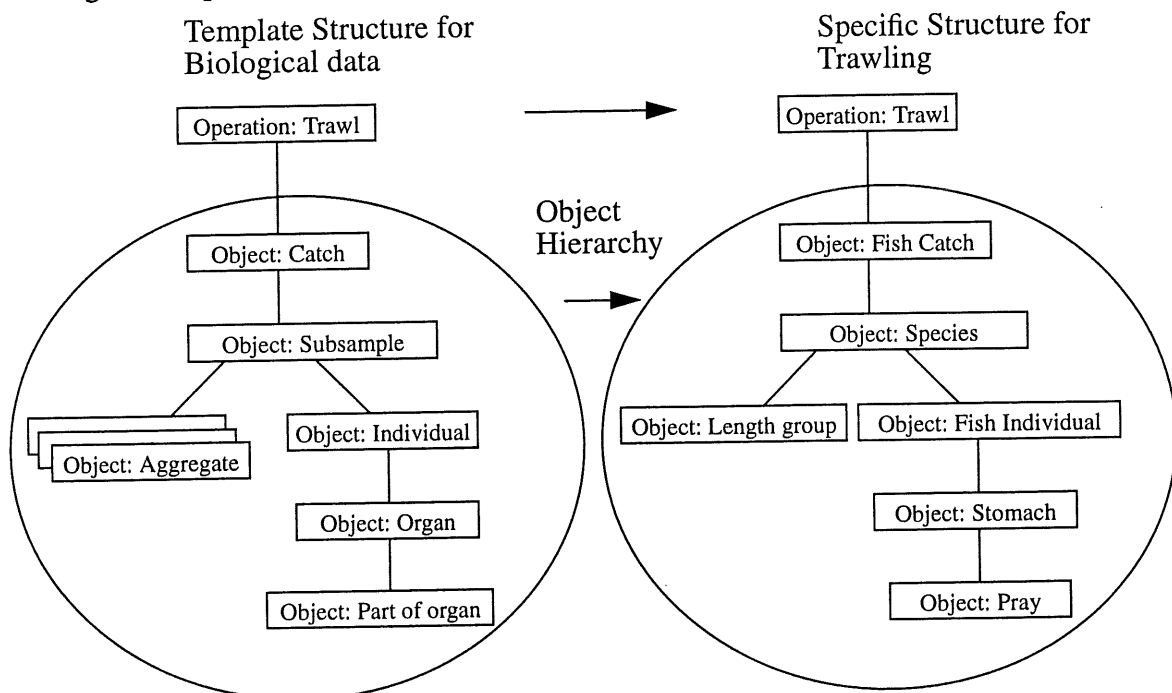 Template Structure for
Biological data
Operation: Trawl
Object: Catch
Object: Subsample
Object: Aggregate
Object: Individual
Object: Organ
Object: Part of organ
Object
Hierarchy
Specific Structure for
Trawling
Operation: Trawl
Object: Fish Catch
Object: Species
Object: Length group
Object: Fish Individual
Object: Stomach
Object: Pray